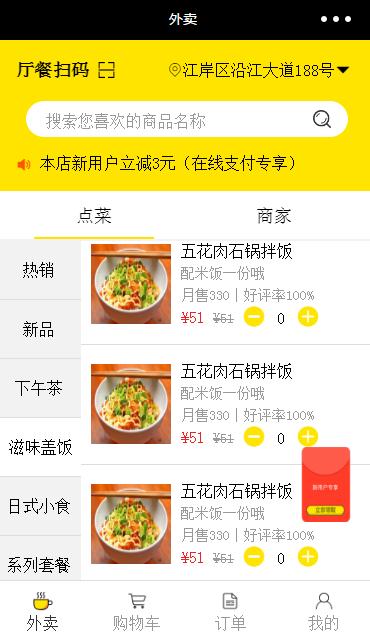 外卖
厅餐扫码
江岸区沿江大道188号
搜索您喜欢的商品名称
本店新用户立减3元（在线支付专享）
点菜
商家
热销
新品
下午茶
滋味盖饭
日式小食
系列套餐
五花肉石锅拌饭
配米饭一份哦
月售330｜好评率100%
¥51 ¥51 0
五花肉石锅拌饭
配米饭一份哦
月售330｜好评率100%
¥51 ¥51 0
五花肉石锅拌饭
配米饭一份哦
月售330｜好评率100%
¥51 ¥51 0
新用户专享
立即领取
外卖
购物车
订单
我的